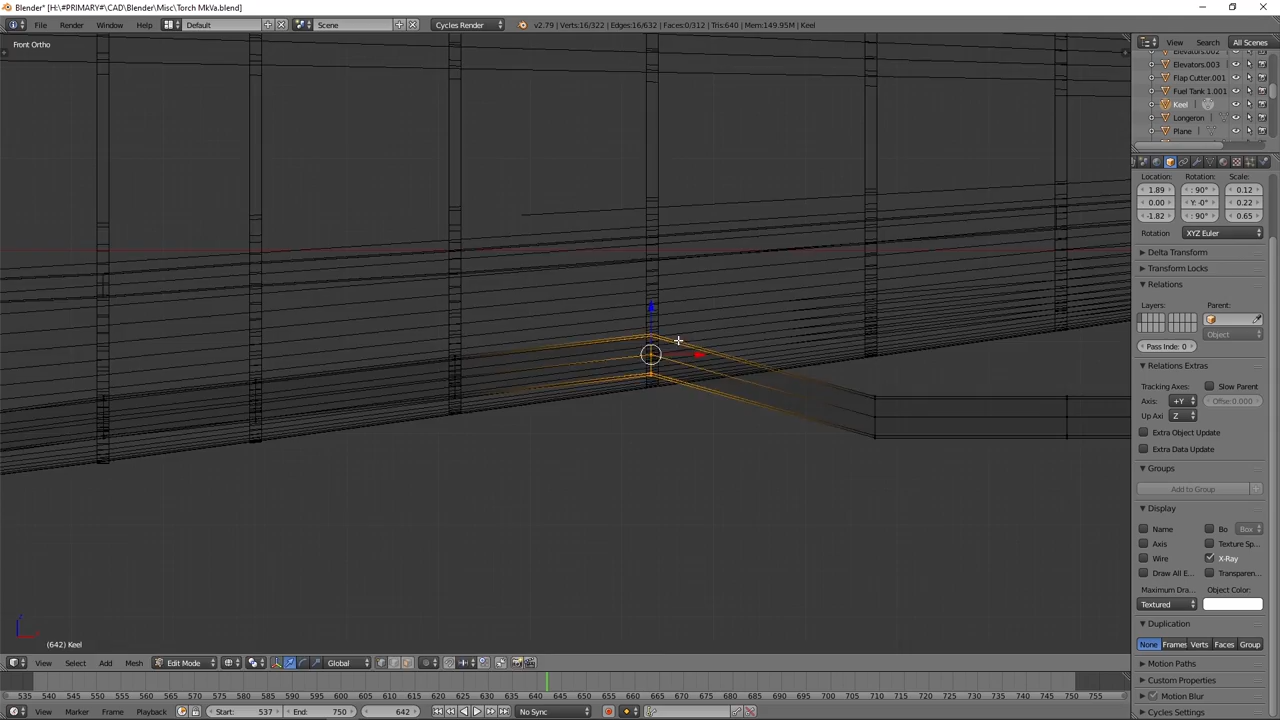 Blender* [H:\#PRIMARY#\CAD\Blender\Misc\Torch MkVa.blend]
File Render Window Help Default Scene Cycles Render v2.79 | Verts:16/322 | Edges:16/632 | Faces:0/312 | Tris:640 | Mem:149.95M | Keel
View Search All Scenes
Front Ortho
Elevators.002
Elevators.003
Flap Cutter.001
Fuel Tank 1.001
Keel
Longeron
Plane
Location: Rotation: Scale:
1.89 : 90° 0.12
0.00 Y: -0° 0.22
-1.82 : 90° 0.65
Rotation XYZ Euler
Delta Transform
Transform Locks
Relations
Layers: Parent:
Object
Pass Inde: 0
Relations Extras
Tracking Axes: Slow Parent
Axis: +Y Offse:0.000
Up Axi Z
Extra Object Update
Extra Data Update
Groups
Add to Group
Display
Name Bo Box
Axis Texture Sp...
Wire X-Ray
Draw All E... Transparen...
Maximum Dra... Object Color:
Textured
Duplication
None Frames Verts Faces Group
Motion Paths
Custom Properties
Motion Blur
Cycles Settings
(642) Keel
View Select Add Mesh Edit Mode Global
535 540 545 550 555 560 565 570 575 580 585 590 595 600 605 610 615 620 625 630 635 640 645 650 655 660 665 670 675 680 685 690 695 700 705 710 715 720 725 730 735 740 745 750 755
View Marker Frame Playback Start: 537 End: 750 642 No Sync